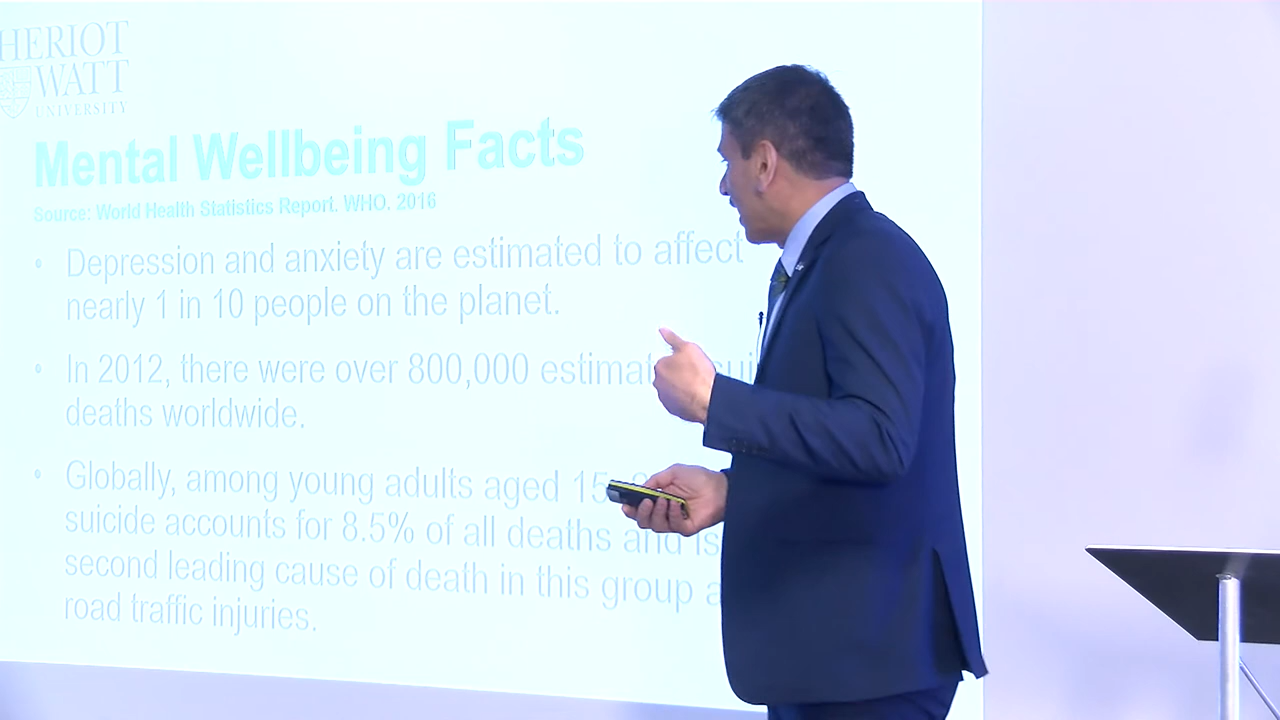 HERIOT
WATT
UNIVERSITY
Mental Wellbeing Facts
Source: World Health Statistics Report. WHO. 2016
• Depression and anxiety are estimated to affect
nearly 1 in 10 people on the planet.
• In 2012, there were over 800,000
deaths worldwide.
• Globally, among young adults aged 15
suicide accounts for 8.5% of all deaths and is
second leading cause of death in this group
road traffic injuries.